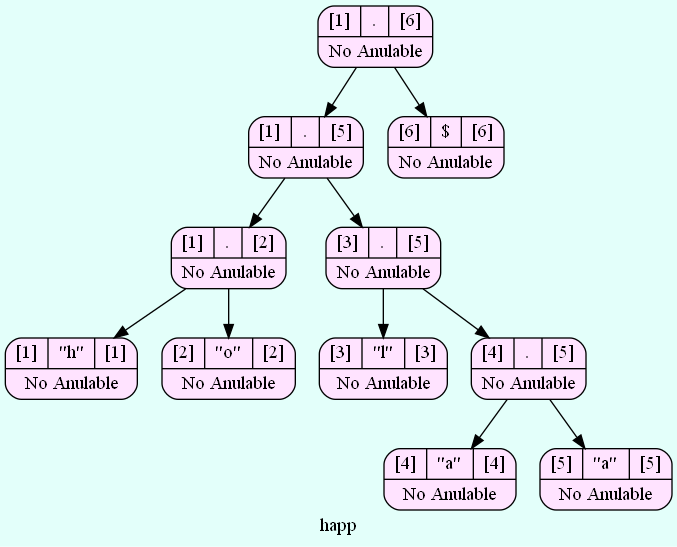 [1] . [6]
No Anulable
[1] . [5]
No Anulable
[6] $ [6]
No Anulable
[1] . [2]
No Anulable
[3] . [5]
No Anulable
[1] "h" [1]
No Anulable
[2] "o" [2]
No Anulable
[3] "l" [3]
No Anulable
[4] . [5]
No Anulable
[4] "a" [4]
No Anulable
[5] "a" [5]
No Anulable
happ